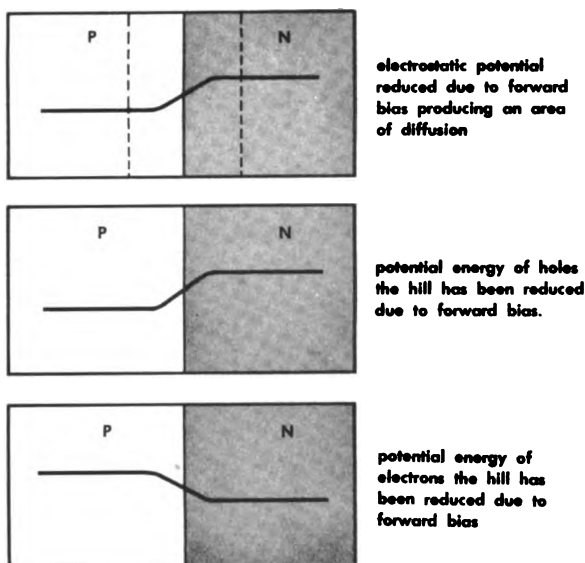 P N
electrostatic potential
reduced due to forward
bias producing an area
of diffusion
P N
potential energy of holes
the hill has been reduced
due to forward bias.
P N
potential energy of
electrons the hill has
been reduced due to
forward bias